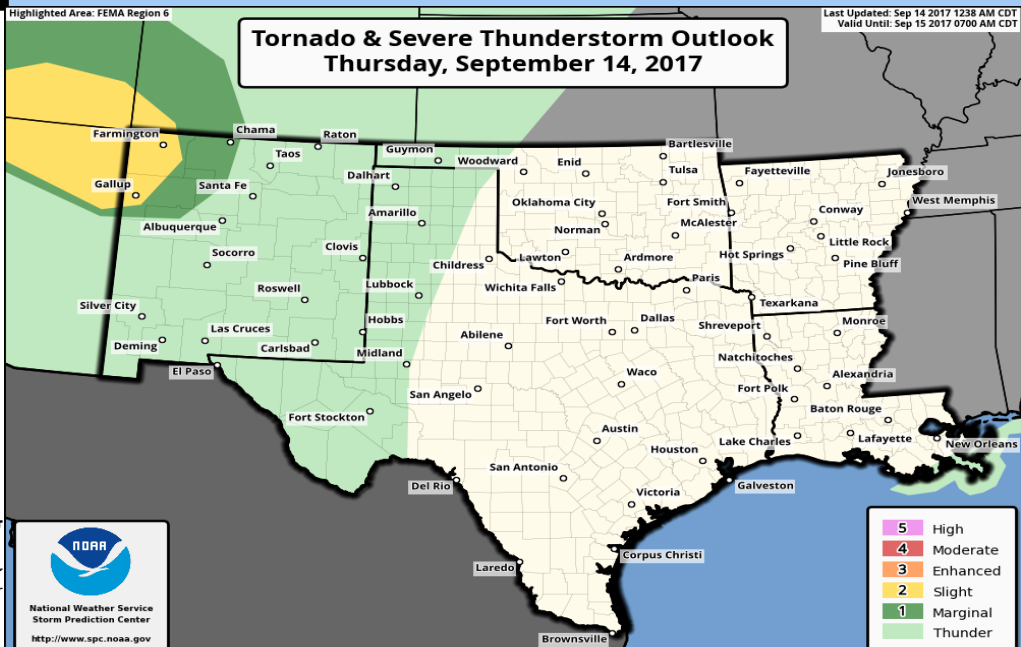 Highlighted Area: FEMA Region 6
Last Updated: Sep 14 2017 1238 AM CDT
Valid Until: Sep 15 2017 0700 AM CDT
Tornado & Severe Thunderstorm Outlook
Thursday, September 14, 2017
Farmington
Chama
Raton
Taos
Guymon
Woodward
Enid
Bartlesville
Tulsa
Fayetteville
Jonesboro
Gallup
Santa Fe
Dalhart
Oklahoma City
Fort Smith
West Memphis
Albuquerque
Amarillo
Norman
McAlester
Conway
Socorro
Clovis
Childress
Lawton
Ardmore
Hot Springs
Little Rock
Pine Bluff
Roswell
Lubbock
Wichita Falls
Paris
Texarkana
Silver City
Las Cruces
Hobbs
Abilene
Fort Worth
Dallas
Shreveport
Monroe
Deming
Carlsbad
Midland
Natchitoches
El Paso
San Angelo
Waco
Fort Polk
Alexandria
Fort Stockton
Austin
Houston
Lake Charles
Baton Rouge
Lafayette
New Orleans
Del Rio
San Antonio
Victoria
Galveston
Laredo
Corpus Christi
Brownsville
NOAA
National Weather Service
Storm Prediction Center
http://www.spc.noaa.gov
5 High
4 Moderate
3 Enhanced
2 Slight
1 Marginal
Thunder